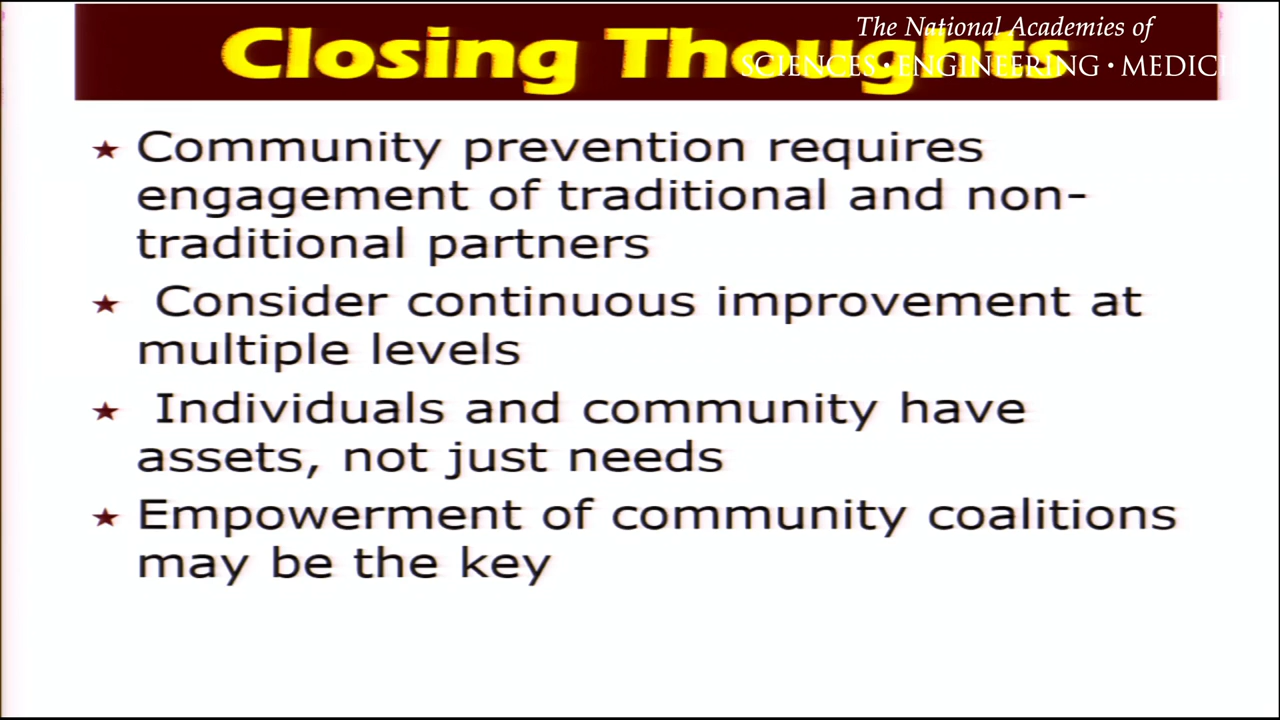 The National Academies of
SCIENCES • ENGINEERING •
Closing Thoughts
★ Community prevention requires
engagement of traditional and non-
traditional partners
★ Consider continuous improvement at
multiple levels
★ Individuals and community have
assets, not just needs
★ Empowerment of community coalitions
may be the key